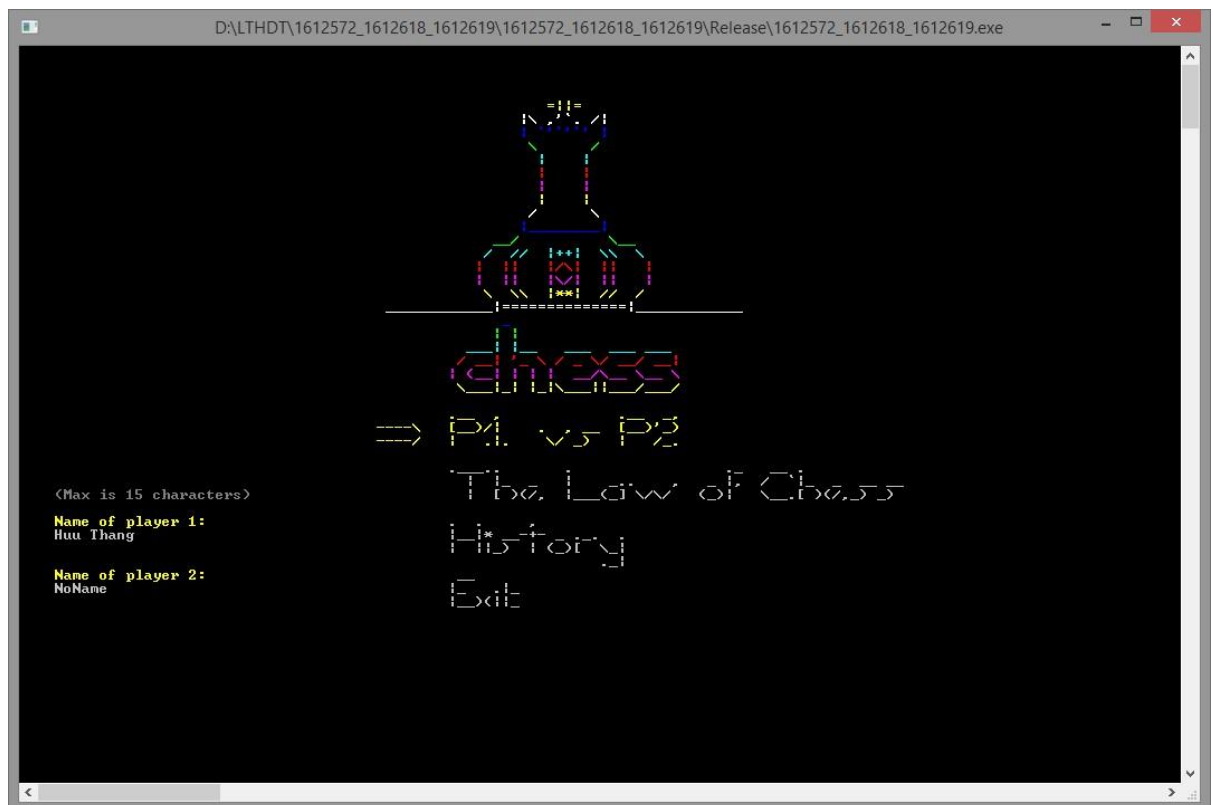 D:\LTHDT\1612572_1612618_1612619\1612572_1612618_1612619\Release\1612572_1612618_1612619.exe
chess
P1 vs P2
The Law of Chess
History
Exit
(Max is 15 characters)
Name of player 1:
Huu Thang
Name of player 2:
NoName